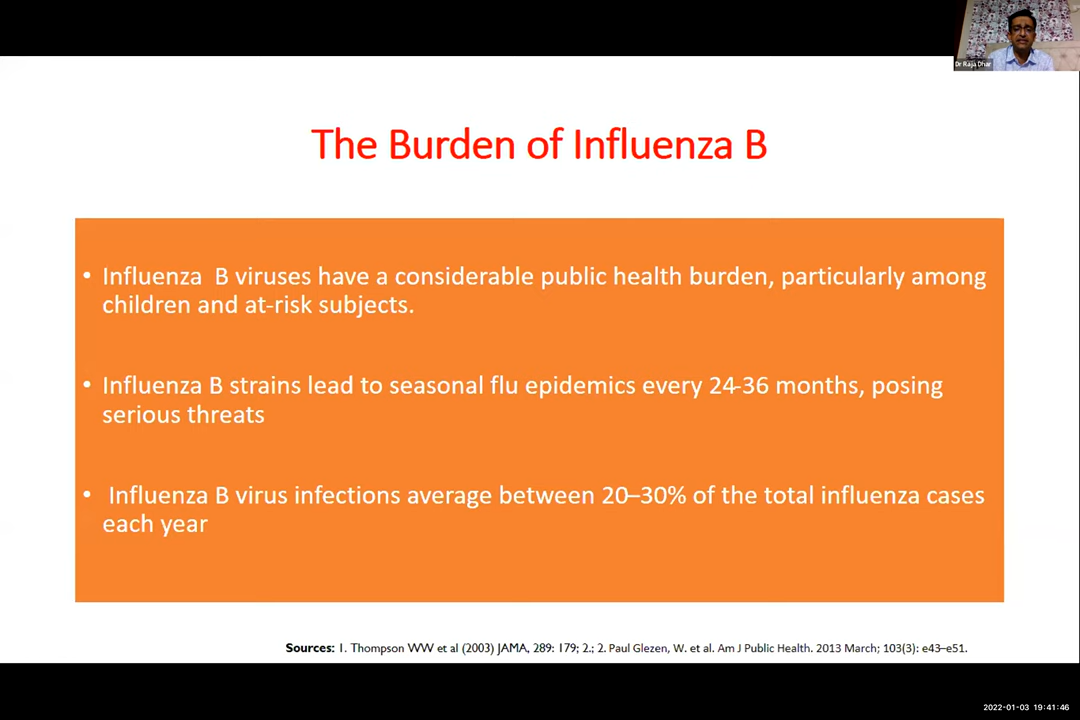 Dr Raja Dhar
The Burden of Influenza B
• Influenza B viruses have a considerable public health burden, particularly among
children and at-risk subjects.
• Influenza B strains lead to seasonal flu epidemics every 24-36 months, posing
serious threats
• Influenza B virus infections average between 20–30% of the total influenza cases
each year
Sources: 1. Thompson WW et al (2003) JAMA, 289: 179; 2.; 2. Paul Glezen, W. et al. Am J Public Health. 2013 March; 103(3): e43–e51.
2022-01-03 19:41:46